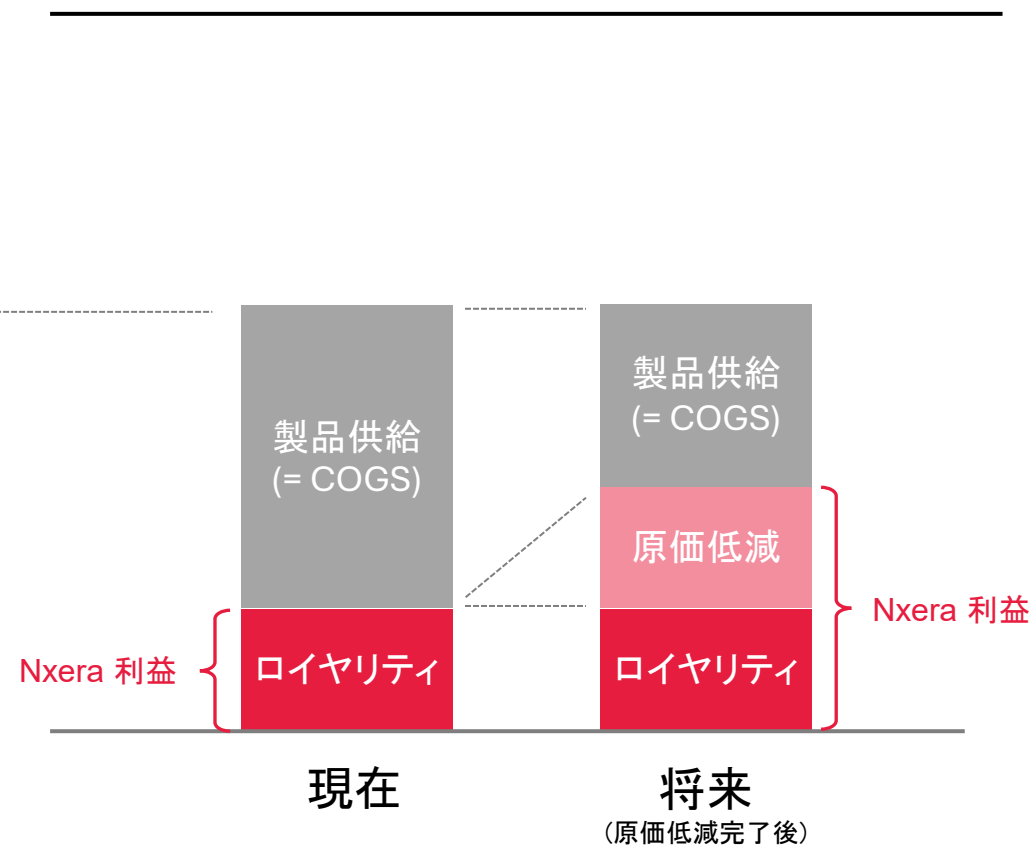 製品供給
(= COGS)
ロイヤリティ
Nxera 利益
製品供給
(= COGS)
原価低減
ロイヤリティ
Nxera 利益
現在
将来
(原価低減完了後)